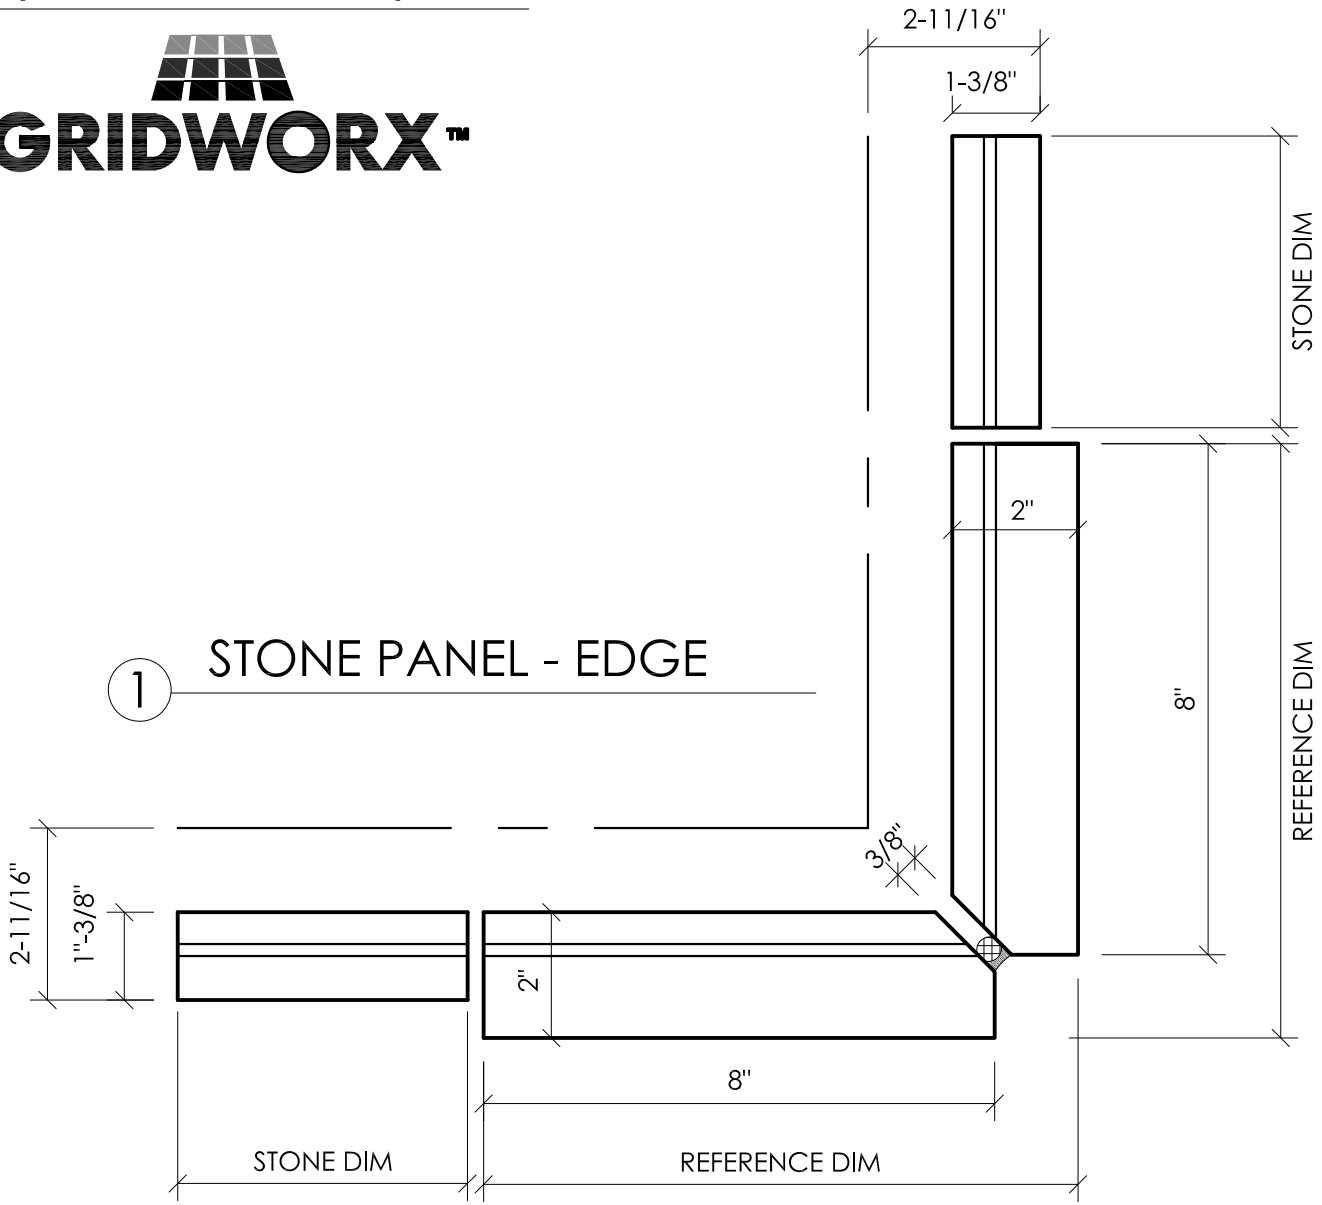 2-11/16"
1-3/8"
GRIDWORX™
STONE DIM
2"
STONE PANEL - EDGE
1
8"
REFERENCE DIM
3/8"
2-11/16"
1"-3/8"
2"
8"
STONE DIM
REFERENCE DIM